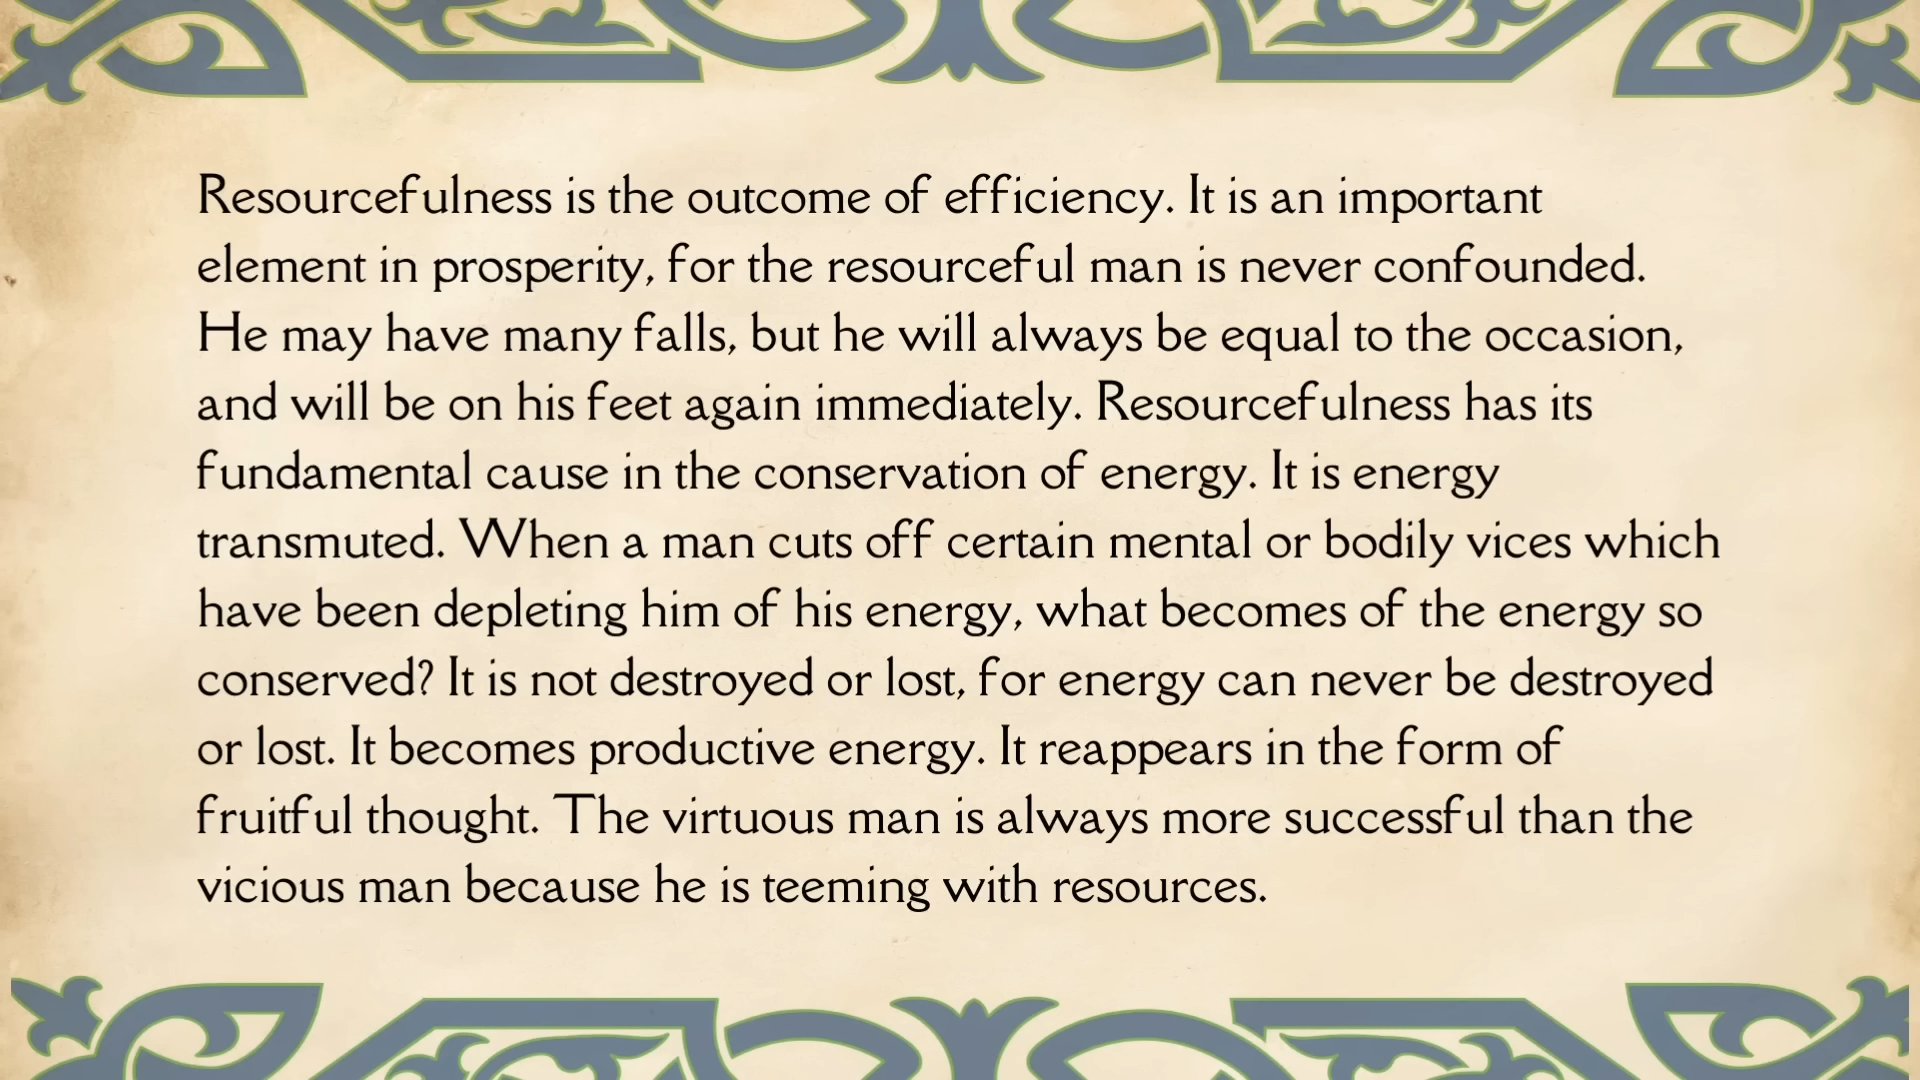 Resourcefulness is the outcome of efficiency. It is an important
element in prosperity, for the resourceful man is never confounded.
He may have many falls, but he will always be equal to the occasion,
and will be on his feet again immediately. Resourcefulness has its
fundamental cause in the conservation of energy. It is energy
transmuted. When a man cuts off certain mental or bodily vices which
have been depleting him of his energy, what becomes of the energy so
conserved? It is not destroyed or lost, for energy can never be destroyed
or lost. It becomes productive energy. It reappears in the form of
fruitful thought. The virtuous man is always more successful than the
vicious man because he is teeming with resources.